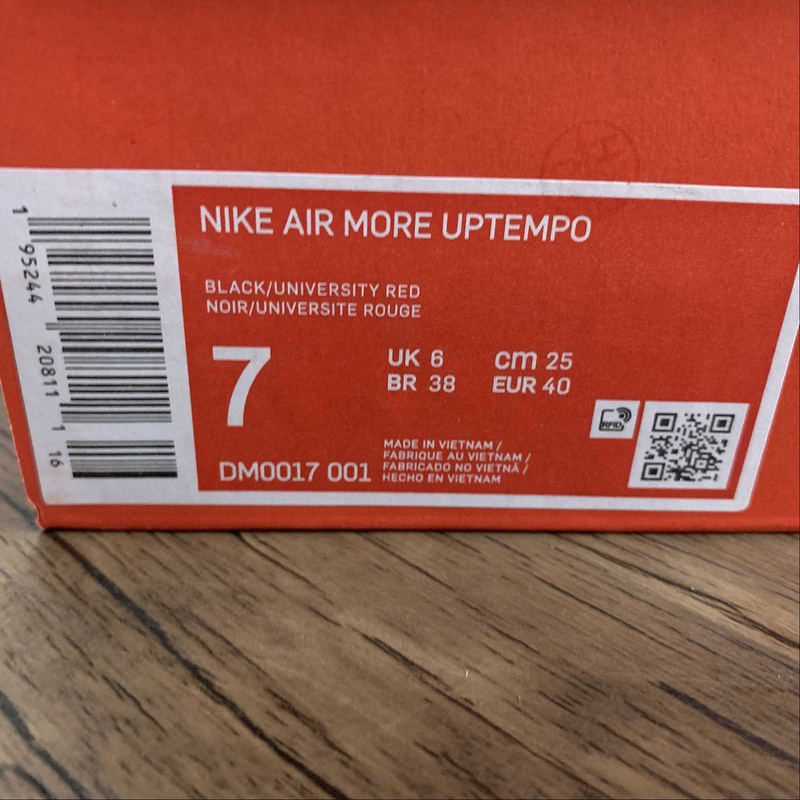 NIKE AIR MORE UPTEMPO
BLACK/UNIVERSITY RED
NOIR/UNIVERSITE ROUGE
7
UK 6
cm 25
BR 38
EUR 40
DM0017 001
MADE IN VIETNAM /
FABRIQUE AU VIETNAM /
FABRICADO NO VIETNÃ /
HECHO EN VIETNAM
RFID
1 95244 20811 1 16